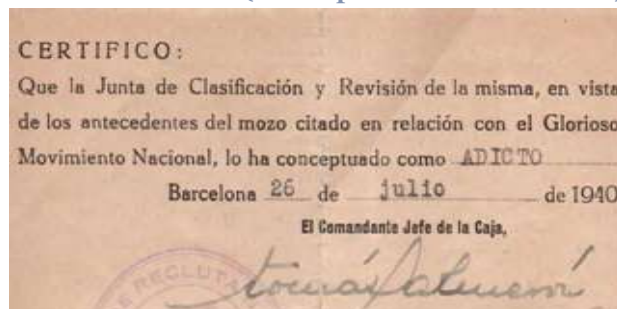 CERTIFICO:
Que la Junta de Clasificación y Revisión de la misma, en vista
de los antecedentes del mozo citado en relación con el Glorioso
Movimiento Nacional, lo ha conceptuado como ADICTO
Barcelona 26 de julio de 1940
El Comandante Jefe de la Caja,
E RECLUT